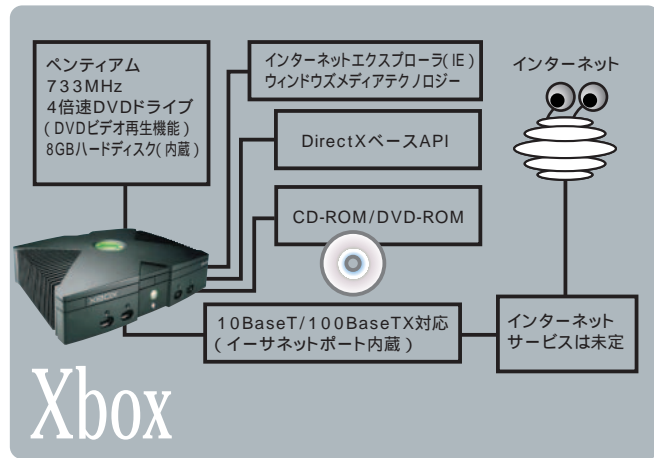 ペンティアム
733MHz
4倍速DVDドライブ
(DVDビデオ再生機能)
8GBハードディスク(内蔵)
インターネットエクスプローラ(IE)
ウィンドウズメディアテクノロジー
DirectXベースAPI
CD-ROM/DVD-ROM
インターネット
XBOX
10BaseT/100BaseTX対応
(イーサネットポート内蔵)
インターネット
サービスは未定
Xbox